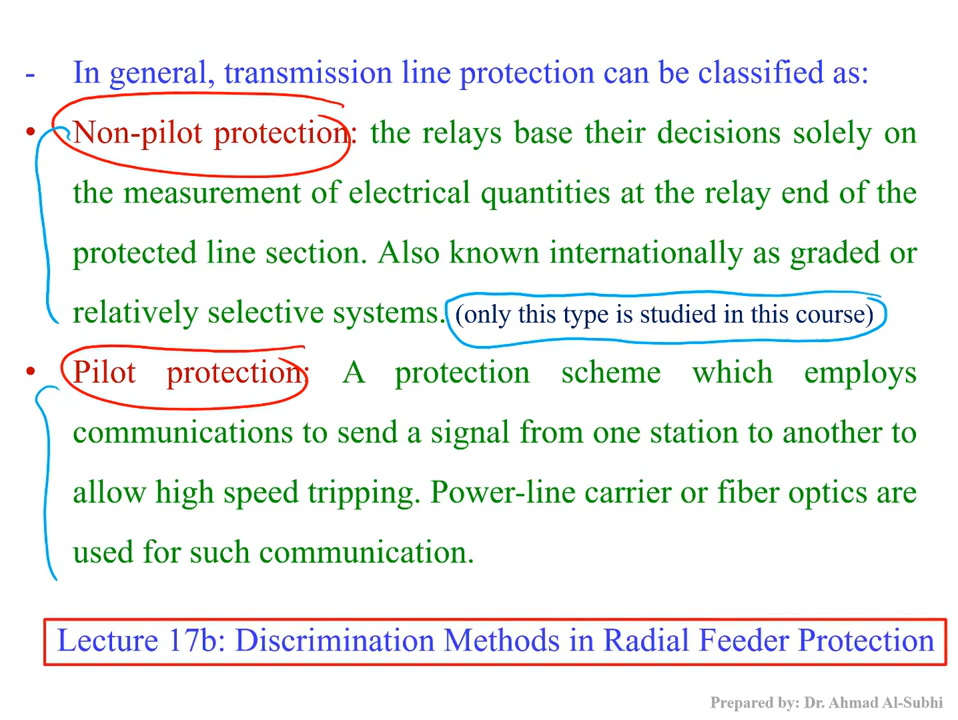 - In general, transmission line protection can be classified as:
• Non-pilot protection: the relays base their decisions solely on
the measurement of electrical quantities at the relay end of the
protected line section. Also known internationally as graded or
relatively selective systems. (only this type is studied in this course)
• Pilot protection: A protection scheme which employs
communications to send a signal from one station to another to
allow high speed tripping. Power-line carrier or fiber optics are
used for such communication.
Lecture 17b: Discrimination Methods in Radial Feeder Protection
Prepared by: Dr. Ahmad Al-Subhi